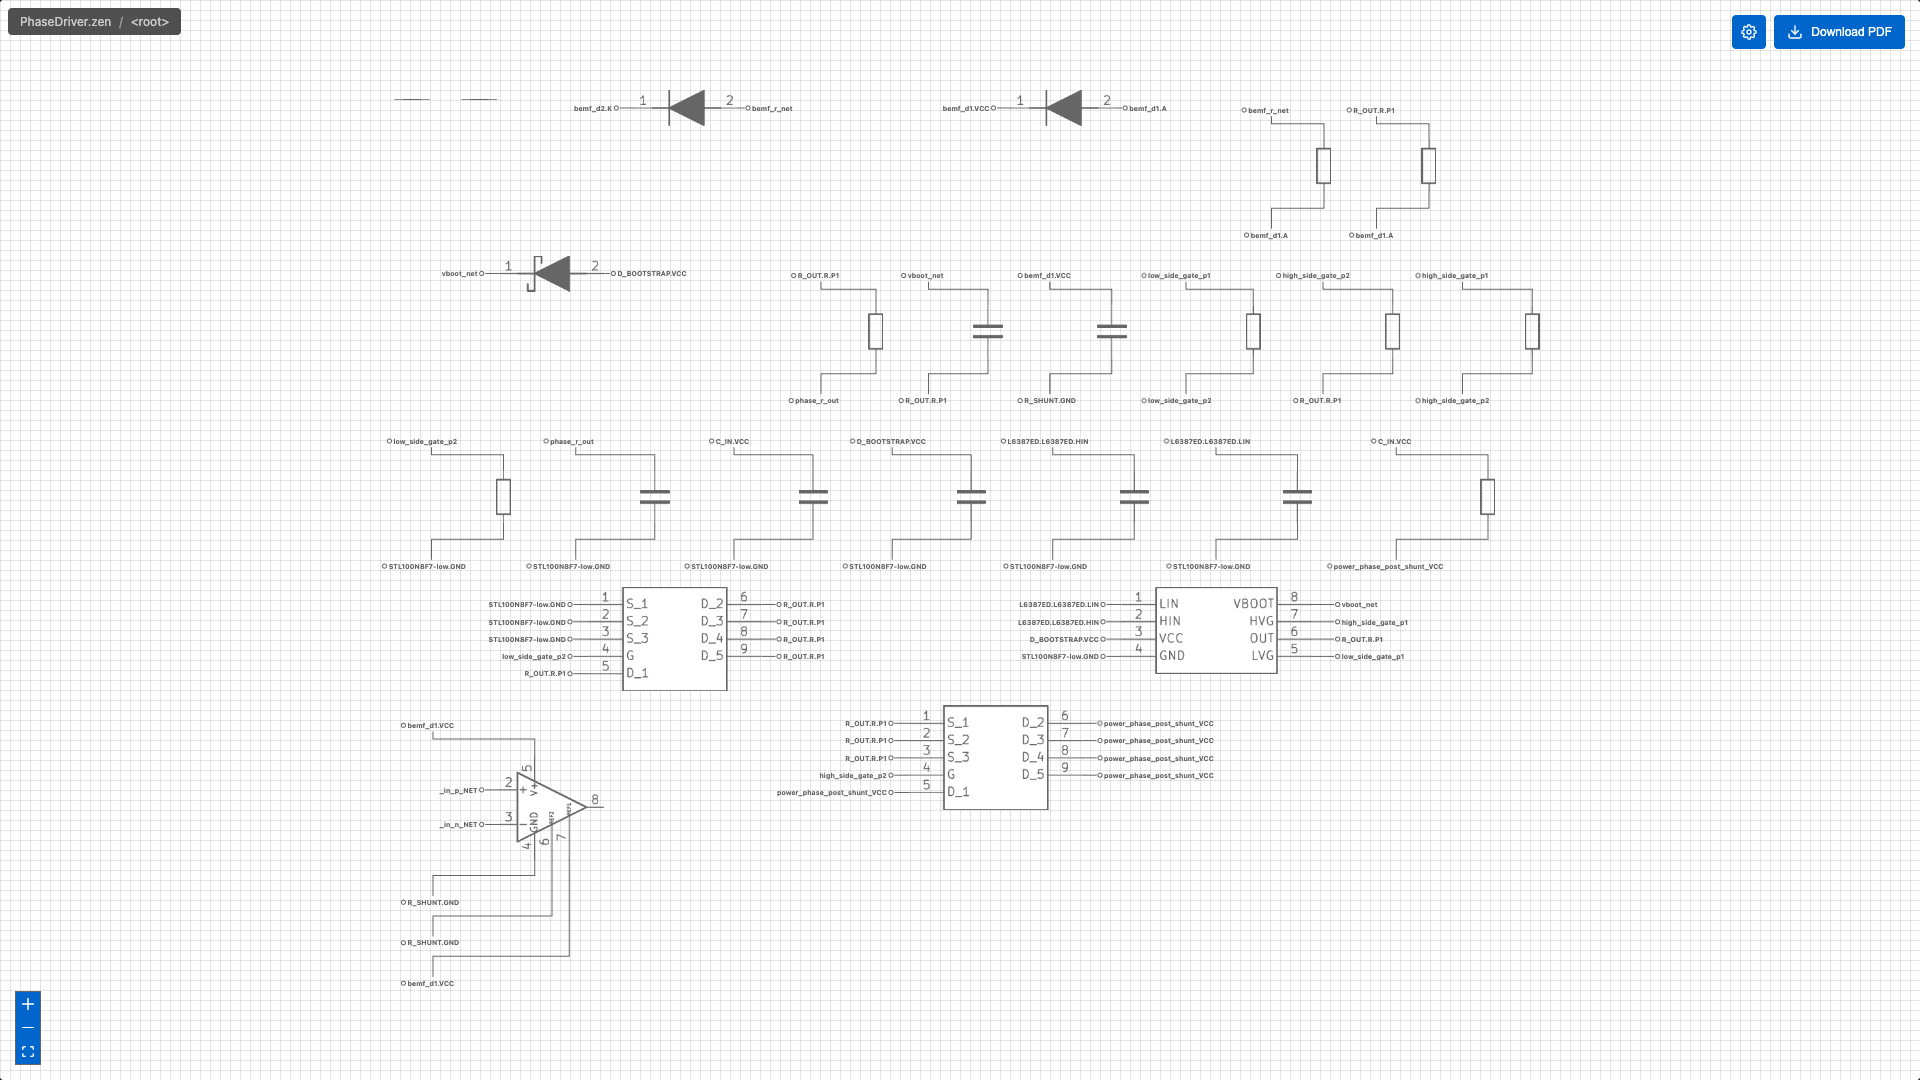 PhaseDriver.zen / <root>
Download PDF
bemf_d2.K 1 2 bemf_r_net
bemf_d1.VCC 1 2 bemf_d1.A
bemf_r_net R_OUT.R.P1
bemf_d1.A bemf_d1.A
vboot_net 1 2 D_BOOTSTRAP.VCC
R_OUT.R.P1 vboot_net bemf_d1.VCC low_side_gate_p1 high_side_gate_p2 high_side_gate_p1
phase_r_out R_OUT.R.P1 R_SHUNT.GND low_side_gate_p2 R_OUT.R.P1 high_side_gate_p2
low_side_gate_p2 phase_r_out C_IN.VCC D_BOOTSTRAP.VCC L6387ED.L6387ED.HIN L6387ED.L6387ED.LIN C_IN.VCC
STL100N8F7-low.GND STL100N8F7-low.GND STL100N8F7-low.GND STL100N8F7-low.GND STL100N8F7-low.GND STL100N8F7-low.GND power_phase_post_shunt_VCC
STL100N8F7-low.GND 1 S_1 D_2 6 R_OUT.R.P1
STL100N8F7-low.GND 2 S_2 D_3 7 R_OUT.R.P1
STL100N8F7-low.GND 3 S_3 D_4 8 R_OUT.R.P1
low_side_gate_p2 4 G D_5 9 R_OUT.R.P1
R_OUT.R.P1 5 D_1
L6387ED.L6387ED.LIN 1 LIN VBOOT 8 vboot_net
L6387ED.L6387ED.HIN 2 HIN HVG 7 high_side_gate_p1
D_BOOTSTRAP.VCC 3 VCC OUT 6 R_OUT.R.P1
STL100N8F7-low.GND 4 GND LVG 5 low_side_gate_p1
R_OUT.R.P1 1 S_1 D_2 6 power_phase_post_shunt_VCC
R_OUT.R.P1 2 S_2 D_3 7 power_phase_post_shunt_VCC
R_OUT.R.P1 3 S_3 D_4 8 power_phase_post_shunt_VCC
high_side_gate_p2 4 G D_5 9 power_phase_post_shunt_VCC
power_phase_post_shunt_VCC 5 D_1
bemf_d1.VCC
5
_in_p_NET 2 + V+
8
_in_n_NET 3 − GND REF2 REF1
4 6 7
R_SHUNT.GND
R_SHUNT.GND
bemf_d1.VCC